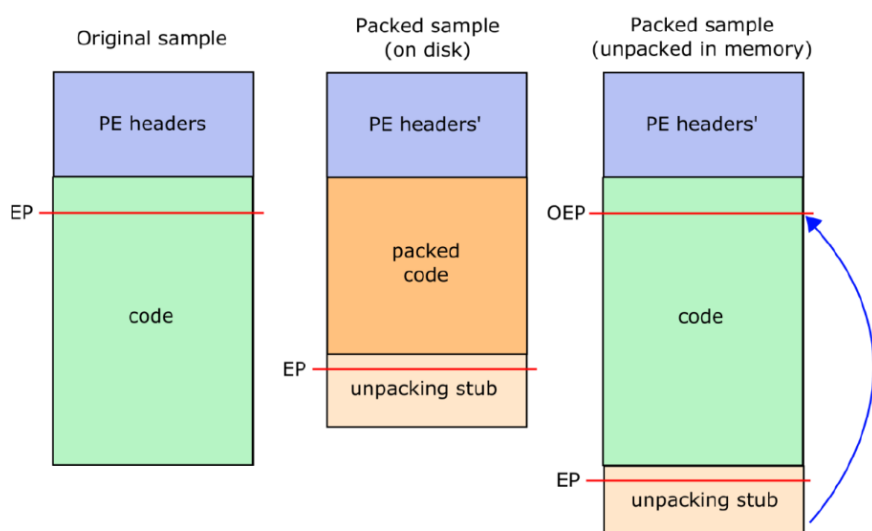 Original sample
PE headers
EP
code
Packed sample
(on disk)
PE headers'
packed
code
EP
unpacking stub
Packed sample
(unpacked in memory)
PE headers'
OEP
code
EP
unpacking stub